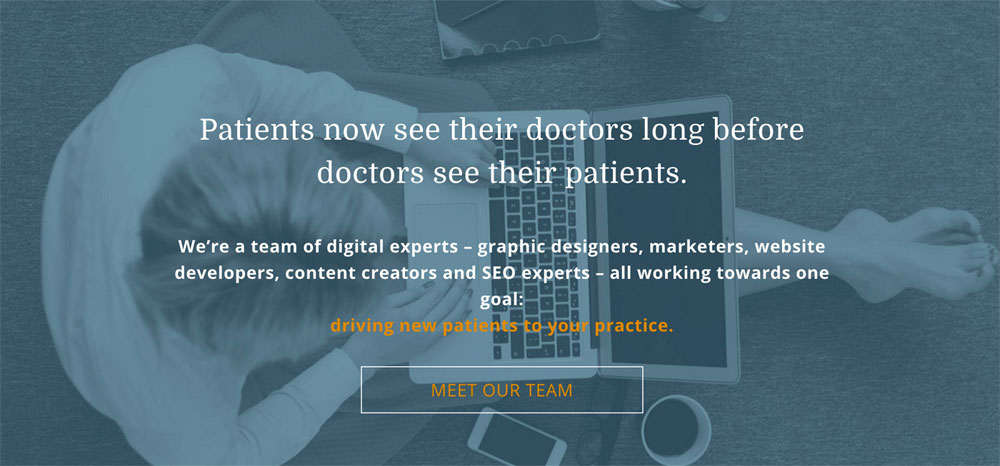 Patients now see their doctors long before
doctors see their patients.
We’re a team of digital experts – graphic designers, marketers, website
developers, content creators and SEO experts – all working towards one
goal:
driving new patients to your practice.
MEET OUR TEAM